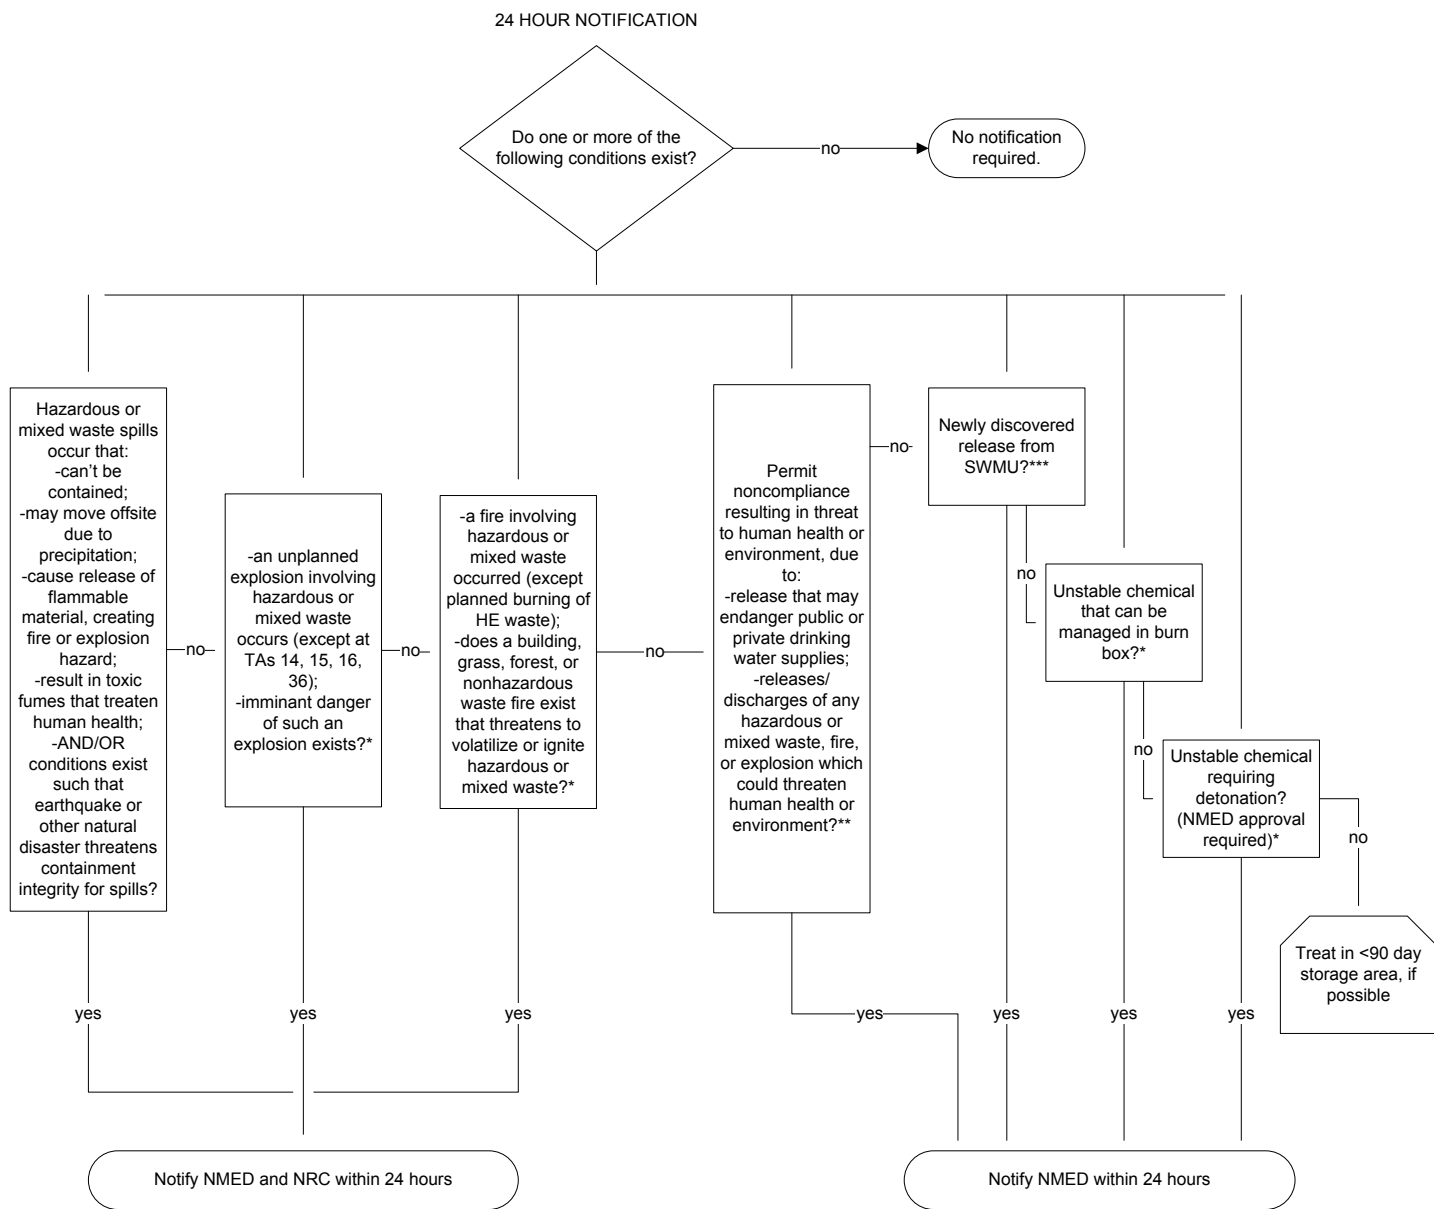 24 HOUR NOTIFICATION
Do one or more of the
following conditions exist?
no
No notification
required.
Hazardous or
mixed waste spills
occur that:
-can't be
contained;
-may move offsite
due to
precipitation;
-cause release of
flammable
material, creating
fire or explosion
hazard;
-result in toxic
fumes that treaten
human health;
-AND/OR
conditions exist
such that
earthquake or
other natural
disaster threatens
containment
integrity for spills?
no
-an unplanned
explosion involving
hazardous or
mixed waste
occurs (except at
TAs 14, 15, 16,
36);
-imminant danger
of such an
explosion exists?*
no
-a fire involving
hazardous or
mixed waste
occurred (except
planned burning of
HE waste);
-does a building,
grass, forest, or
nonhazardous
waste fire exist
that threatens to
volatilize or ignite
hazardous or
mixed waste?*
no
Permit
noncompliance
resulting in threat
to human health or
environment, due
to:
-release that may
endanger public or
private drinking
water supplies;
-releases/
discharges of any
hazardous or
mixed waste, fire,
or explosion which
could threaten
human health or
environment?**
no
Newly discovered
release from
SWMU?***
no
Unstable chemical
that can be
managed in burn
box?*
no
Unstable chemical
requiring
detonation?
(NMED approval
required)*
no
Treat in <90 day
storage area, if
possible
yes
yes
yes
yes
yes
yes
yes
Notify NMED and NRC within 24 hours
Notify NMED within 24 hours